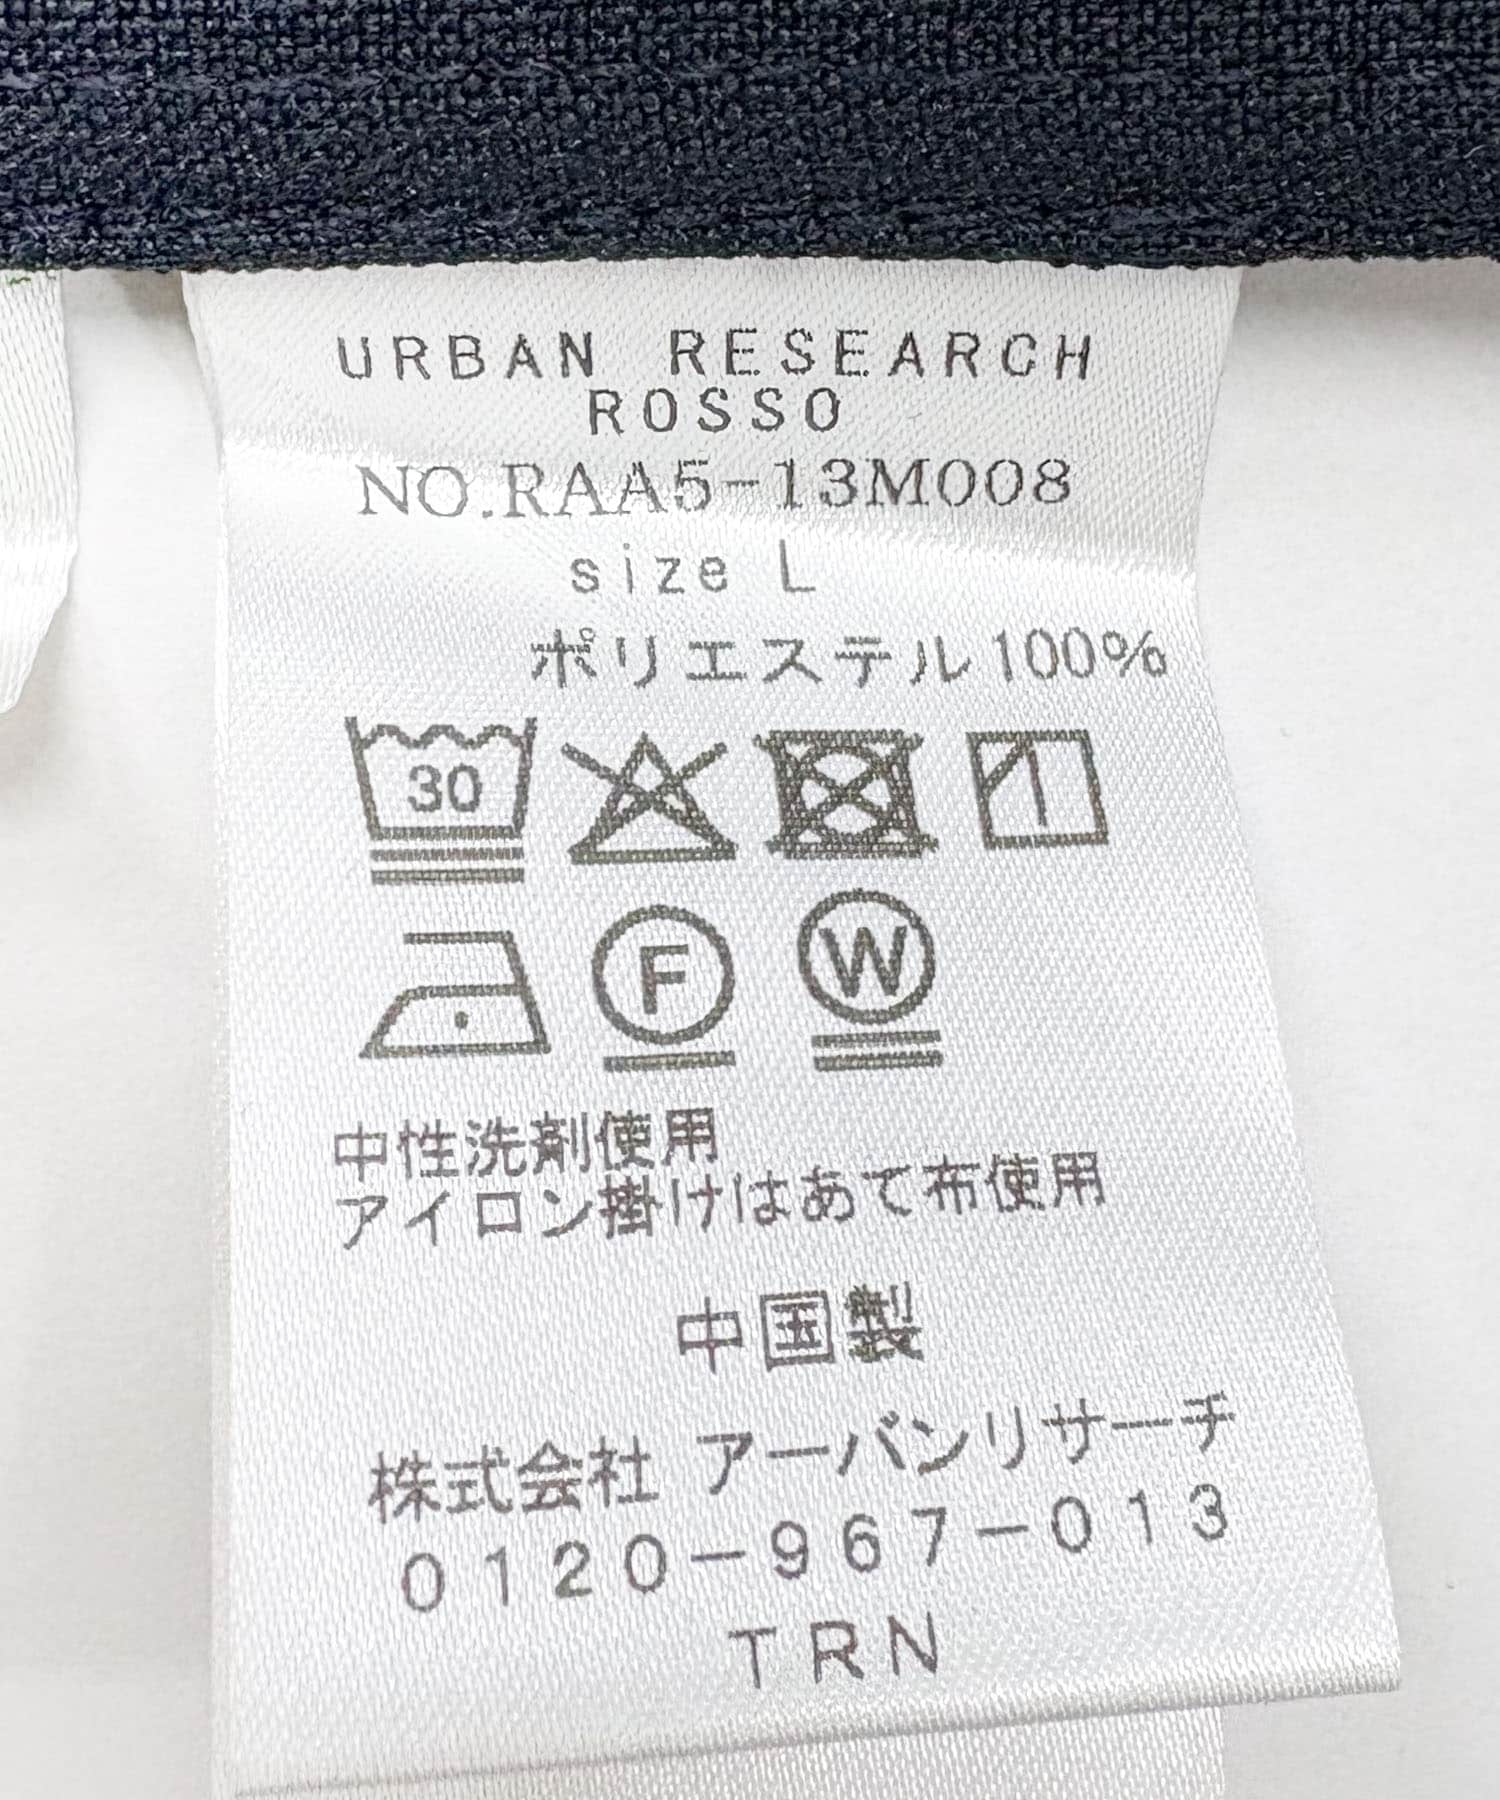 URBAN RESEARCH
ROSSO
NO.RAA5-13M008
size L
ポリエステル100%
30
F
W
中性洗剤使用
アイロン掛けはあて布使用
中国製
株式会社 アーバンリサーチ
0120-967-013
TRN